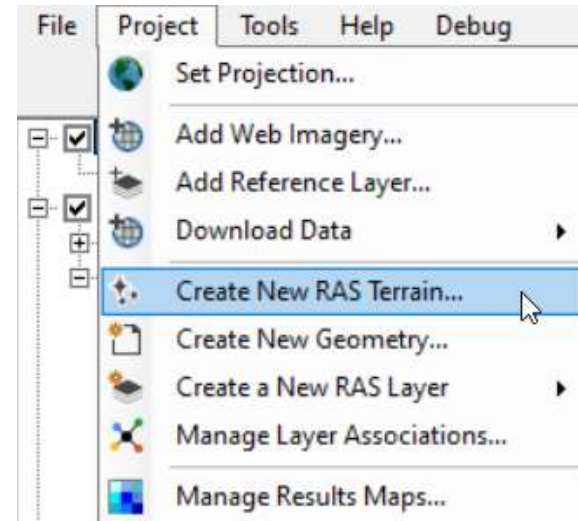 File Project Tools Help Debug
Set Projection...
Add Web Imagery...
Add Reference Layer...
Download Data
Create New RAS Terrain...
Create New Geometry...
Create a New RAS Layer
Manage Layer Associations...
Manage Results Maps...